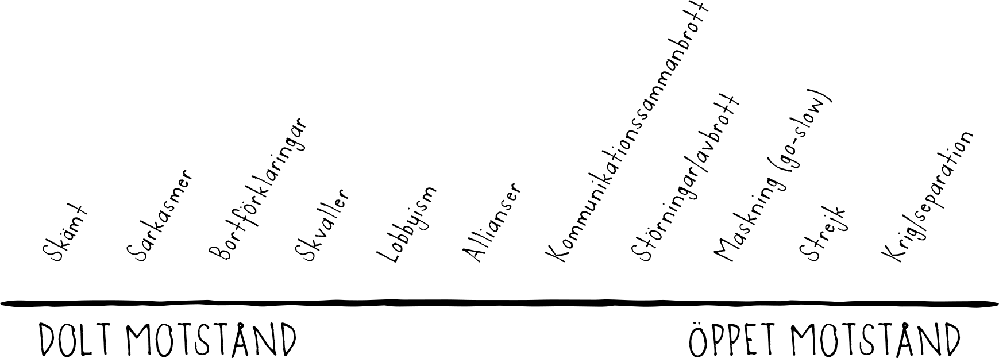 Skämt
Sarkasmer
Bortförklaringar
Skvaller
Lobbyism
Allianser
Kommunikationssammanbrott
Störningar/avbrott
Maskning (go-slow)
Strejk
Krig/separation
DOLT MOTSTÅND
ÖPPET MOTSTÅND